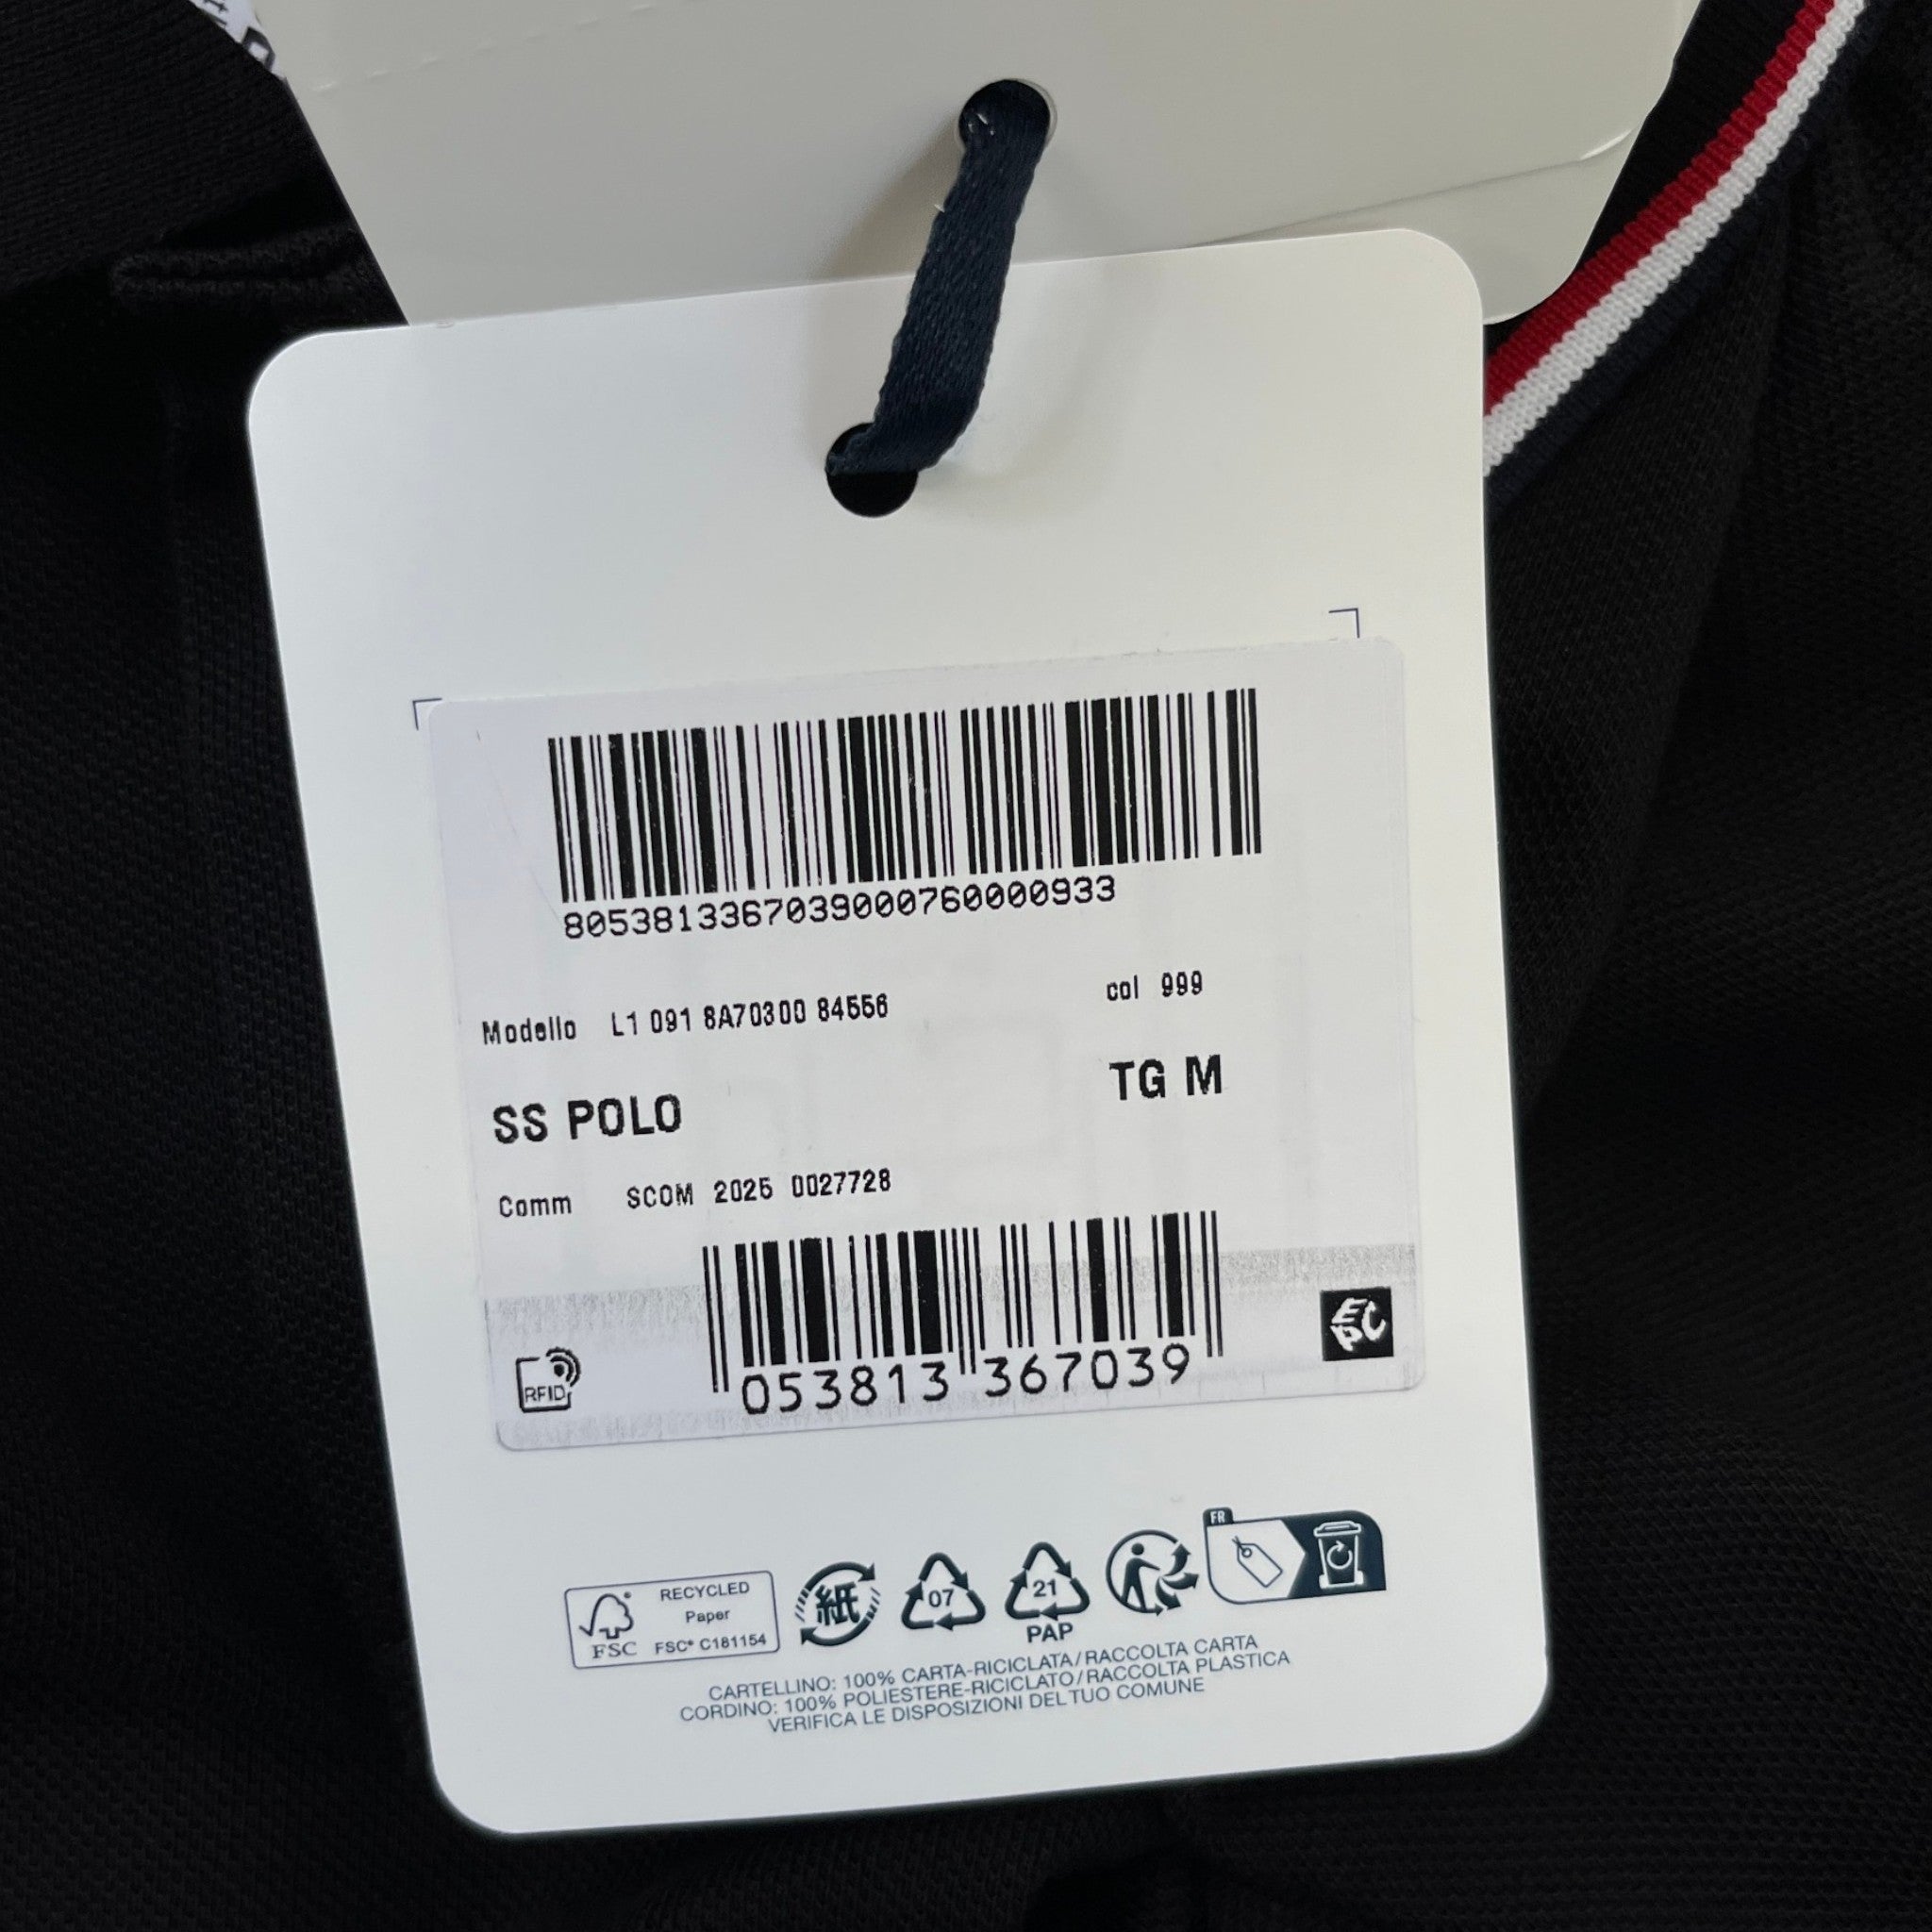 8053813367039000760000933
Modello L1 091 8A70300 84556 col 999
SS POLO TG M
Comm SCOM 2025 0027728
053813 367039
RFID
EPC
FR
FSC
RECYCLED
Paper
FSC® C181154
紙
07
21
PAP
CARTELLINO: 100% CARTA-RICICLATA/RACCOLTA CARTA
CORDINO: 100% POLIESTERE-RICICLATO/RACCOLTA PLASTICA
VERIFICA LE DISPOSIZIONI DEL TUO COMUNE